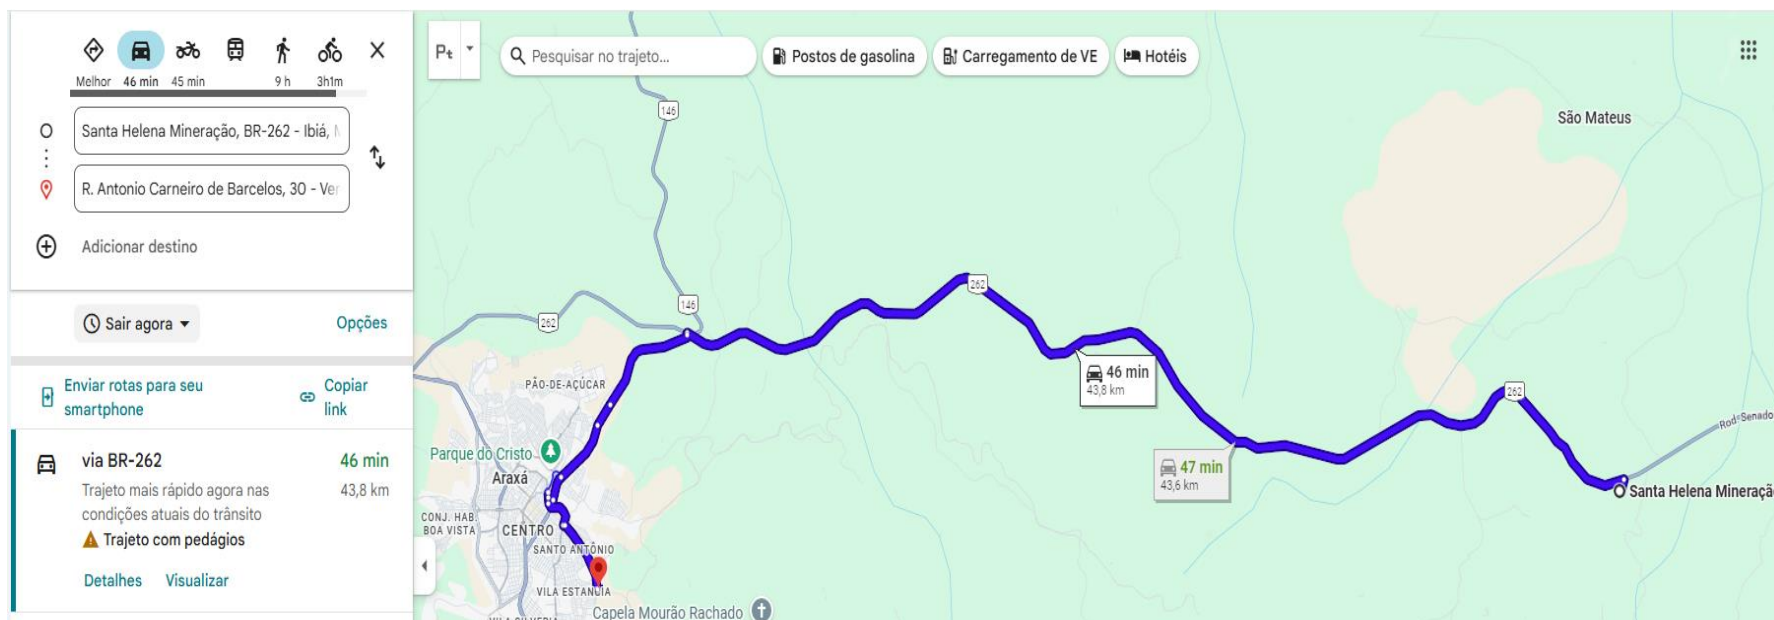 Melhor
46 min
45 min
9 h
3h1m
Santa Helena Mineração, BR-262 - Ibiá,
R. Antonio Carneiro de Barcelos, 30 - Ver
Adicionar destino
Sair agora
Opções
Enviar rotas para seu
smartphone
Copiar
link
via BR-262
46 min
Trajeto mais rápido agora nas
43,8 km
condições atuais do trânsito
Trajeto com pedágios
Detalhes
Visualizar
Pt
Pesquisar no trajeto...
Postos de gasolina
Carregamento de VE
Hotéis
146
São Mateus
262
146
262
46 min
43,8 km
PÃO-DE-AÇÚCAR
262
Rod. Senado
Parque do Cristo
47 min
43,6 km
Araxá
Santa Helena Mineraçã
CONJ. HAB.
BOA VISTA
CENTRO
SANTO ANTÔNIO
VILA ESTANCIA
Capela Mourão Rachado